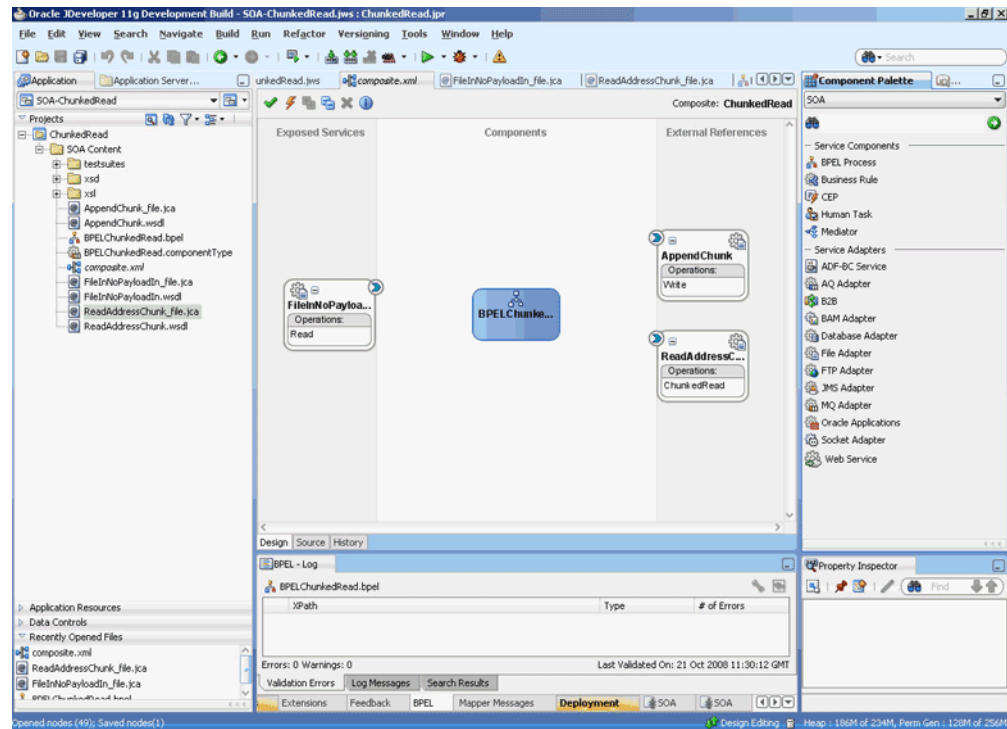 Oracle JDeveloper 11g Development Build - SOA-ChunkedRead.jws : ChunkedRead.jpr
File Edit View Search Navigate Build Run Refactor Versioning Tools Window Help
Search
Application
Application Server...
unkedRead.jws
composite.xml
FileInNoPayloadIn_file.jca
ReadAddressChunk_file.jca
Component Palette
SOA-ChunkedRead
Composite: ChunkedRead
SOA
Projects
ChunkedRead
SOA Content
testsuites
xsd
xsl
AppendChunk_file.jca
AppendChunk.wsdl
BPELChunkedRead.bpel
BPELChunkedRead.componentType
composite.xml
FileInNoPayloadIn_file.jca
FileInNoPayloadIn.wsdl
ReadAddressChunk_file.jca
ReadAddressChunk.wsdl
Exposed Services
Components
External References
FileInNoPayloa...
Operations:
Read
BPELChunke...
AppendChunk
Operations:
Write
ReadAddressC...
Operations:
ChunkedRead
Service Components
BPEL Process
Business Rule
CEP
Human Task
Mediator
Service Adapters
ADF-BC Service
AQ Adapter
B2B
BAM Adapter
Database Adapter
File Adapter
FTP Adapter
JMS Adapter
MQ Adapter
Oracle Applications
Socket Adapter
Web Service
Design Source History
BPEL - Log
BPELChunkedRead.bpel
XPath Type # of Errors
Errors: 0 Warnings: 0
Last Validated On: 21 Oct 2008 11:30:12 GMT
Validation Errors Log Messages Search Results
Extensions Feedback BPEL Mapper Messages Deployment SOA SOA
Property Inspector
Find
Application Resources
Data Controls
Recently Opened Files
composite.xml
ReadAddressChunk_file.jca
FileInNoPayloadIn_file.jca
BPELChunkedRead.bpel
Opened nodes (49); Saved nodes(1)
Design Editing
Heap : 186M of 234M, Perm Gen : 128M of 256M